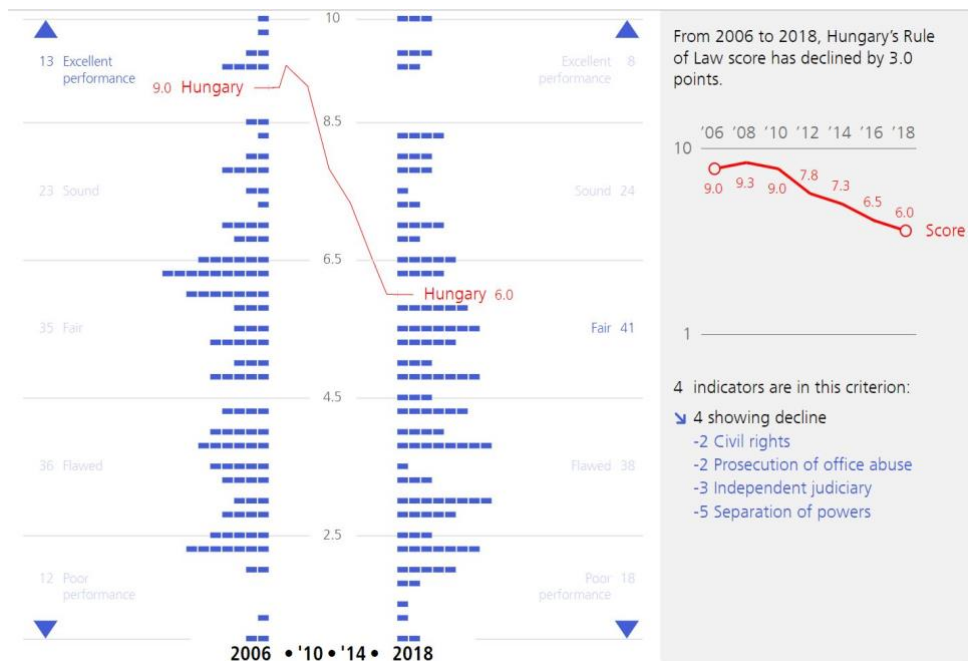 10
13 Excellent performance
Excellent performance 8
9.0 Hungary
8.5
23 Sound
Sound 24
6.5
Hungary 6.0
35 Fair
Fair 41
4.5
36 Flawed
Flawed 38
2.5
12 Poor performance
Poor performance 18
2006 • '10 • '14 • 2018
From 2006 to 2018, Hungary's Rule
of Law score has declined by 3.0
points.
'06 '08 '10 '12 '14 '16 '18
10
9.0 9.3 9.0 7.8 7.3 6.5 6.0
Score
1
4 indicators are in this criterion:
4 showing decline
-2 Civil rights
-2 Prosecution of office abuse
-3 Independent judiciary
-5 Separation of powers